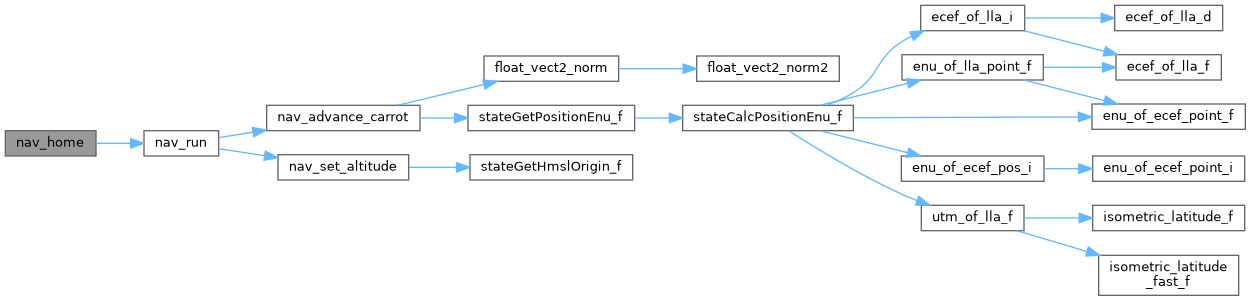 nav_home
nav_run
nav_advance_carrot
nav_set_altitude
float_vect2_norm
stateGetPositionEnu_f
stateGetHmslOrigin_f
float_vect2_norm2
stateCalcPositionEnu_f
ecef_of_lla_i
enu_of_lla_point_f
enu_of_ecef_pos_i
utm_of_lla_f
ecef_of_lla_d
ecef_of_lla_f
enu_of_ecef_point_f
enu_of_ecef_point_i
isometric_latitude_f
isometric_latitude
_fast_f